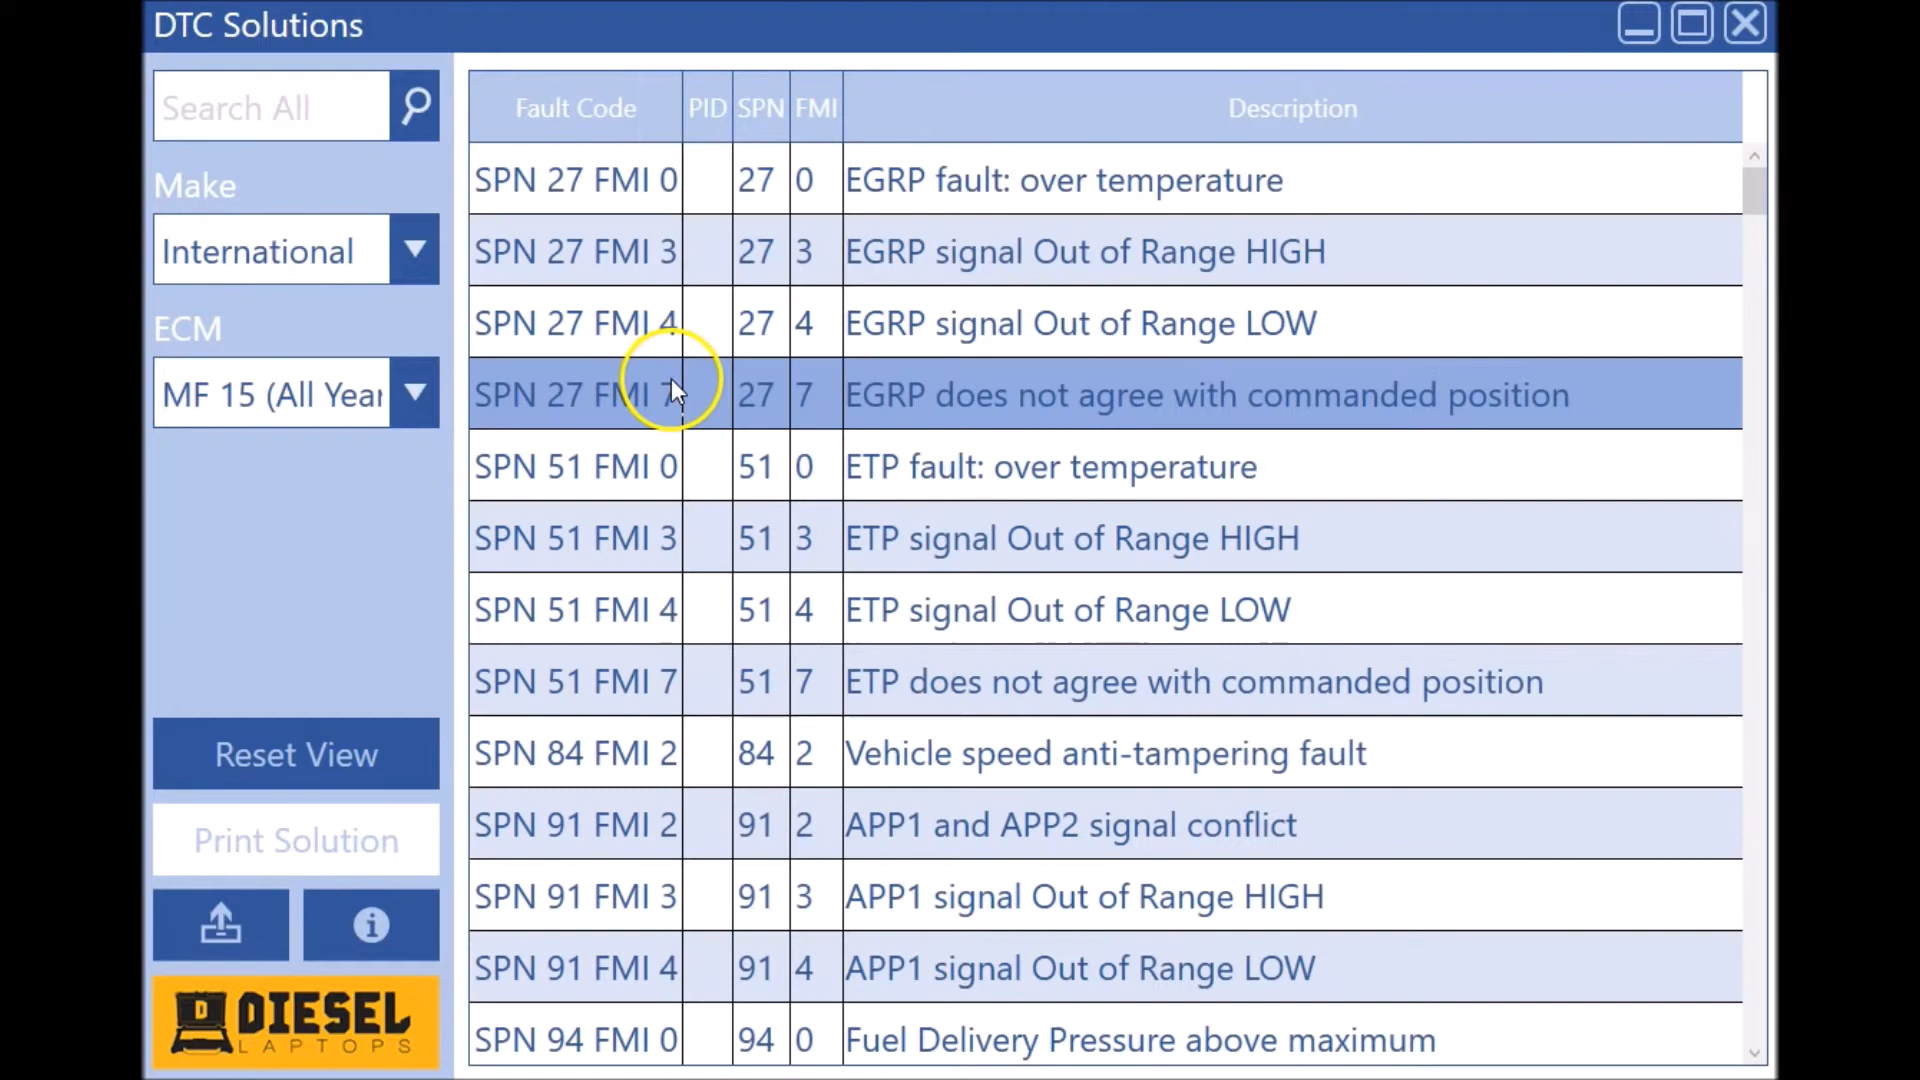 DTC Solutions
Search All
Make
International
ECM
MF 15 (All Year
Reset View
Print Solution
DIESEL
LAPTOPS
Fault Code PID SPN FMI Description
SPN 27 FMI 0 27 0 EGRP fault: over temperature
SPN 27 FMI 3 27 3 EGRP signal Out of Range HIGH
SPN 27 FMI 4 27 4 EGRP signal Out of Range LOW
SPN 27 FMI 7 27 7 EGRP does not agree with commanded position
SPN 51 FMI 0 51 0 ETP fault: over temperature
SPN 51 FMI 3 51 3 ETP signal Out of Range HIGH
SPN 51 FMI 4 51 4 ETP signal Out of Range LOW
SPN 51 FMI 7 51 7 ETP does not agree with commanded position
SPN 84 FMI 2 84 2 Vehicle speed anti-tampering fault
SPN 91 FMI 2 91 2 APP1 and APP2 signal conflict
SPN 91 FMI 3 91 3 APP1 signal Out of Range HIGH
SPN 91 FMI 4 91 4 APP1 signal Out of Range LOW
SPN 94 FMI 0 94 0 Fuel Delivery Pressure above maximum